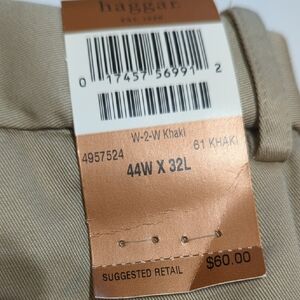 haggar
EST. 1926
0 17457 56991 2
W-2-W Khaki
4957524 61 KHAKI
44W X 32L
SUGGESTED RETAIL $60.00